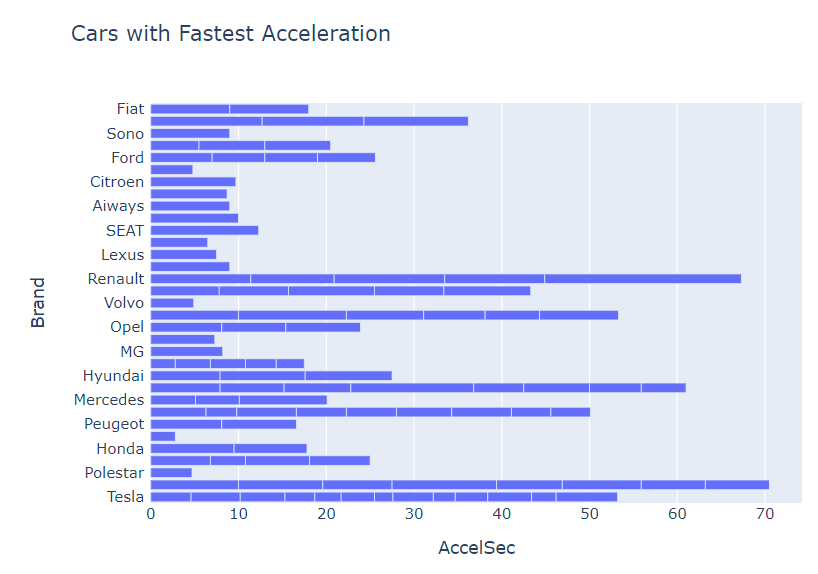 Cars with Fastest Acceleration
Fiat
Sono
Ford
Citroen
Aiways
SEAT
Lexus
Renault
Volvo
Opel
MG
Hyundai
Mercedes
Peugeot
Honda
Polestar
Tesla
Brand
0 10 20 30 40 50 60 70
AccelSec